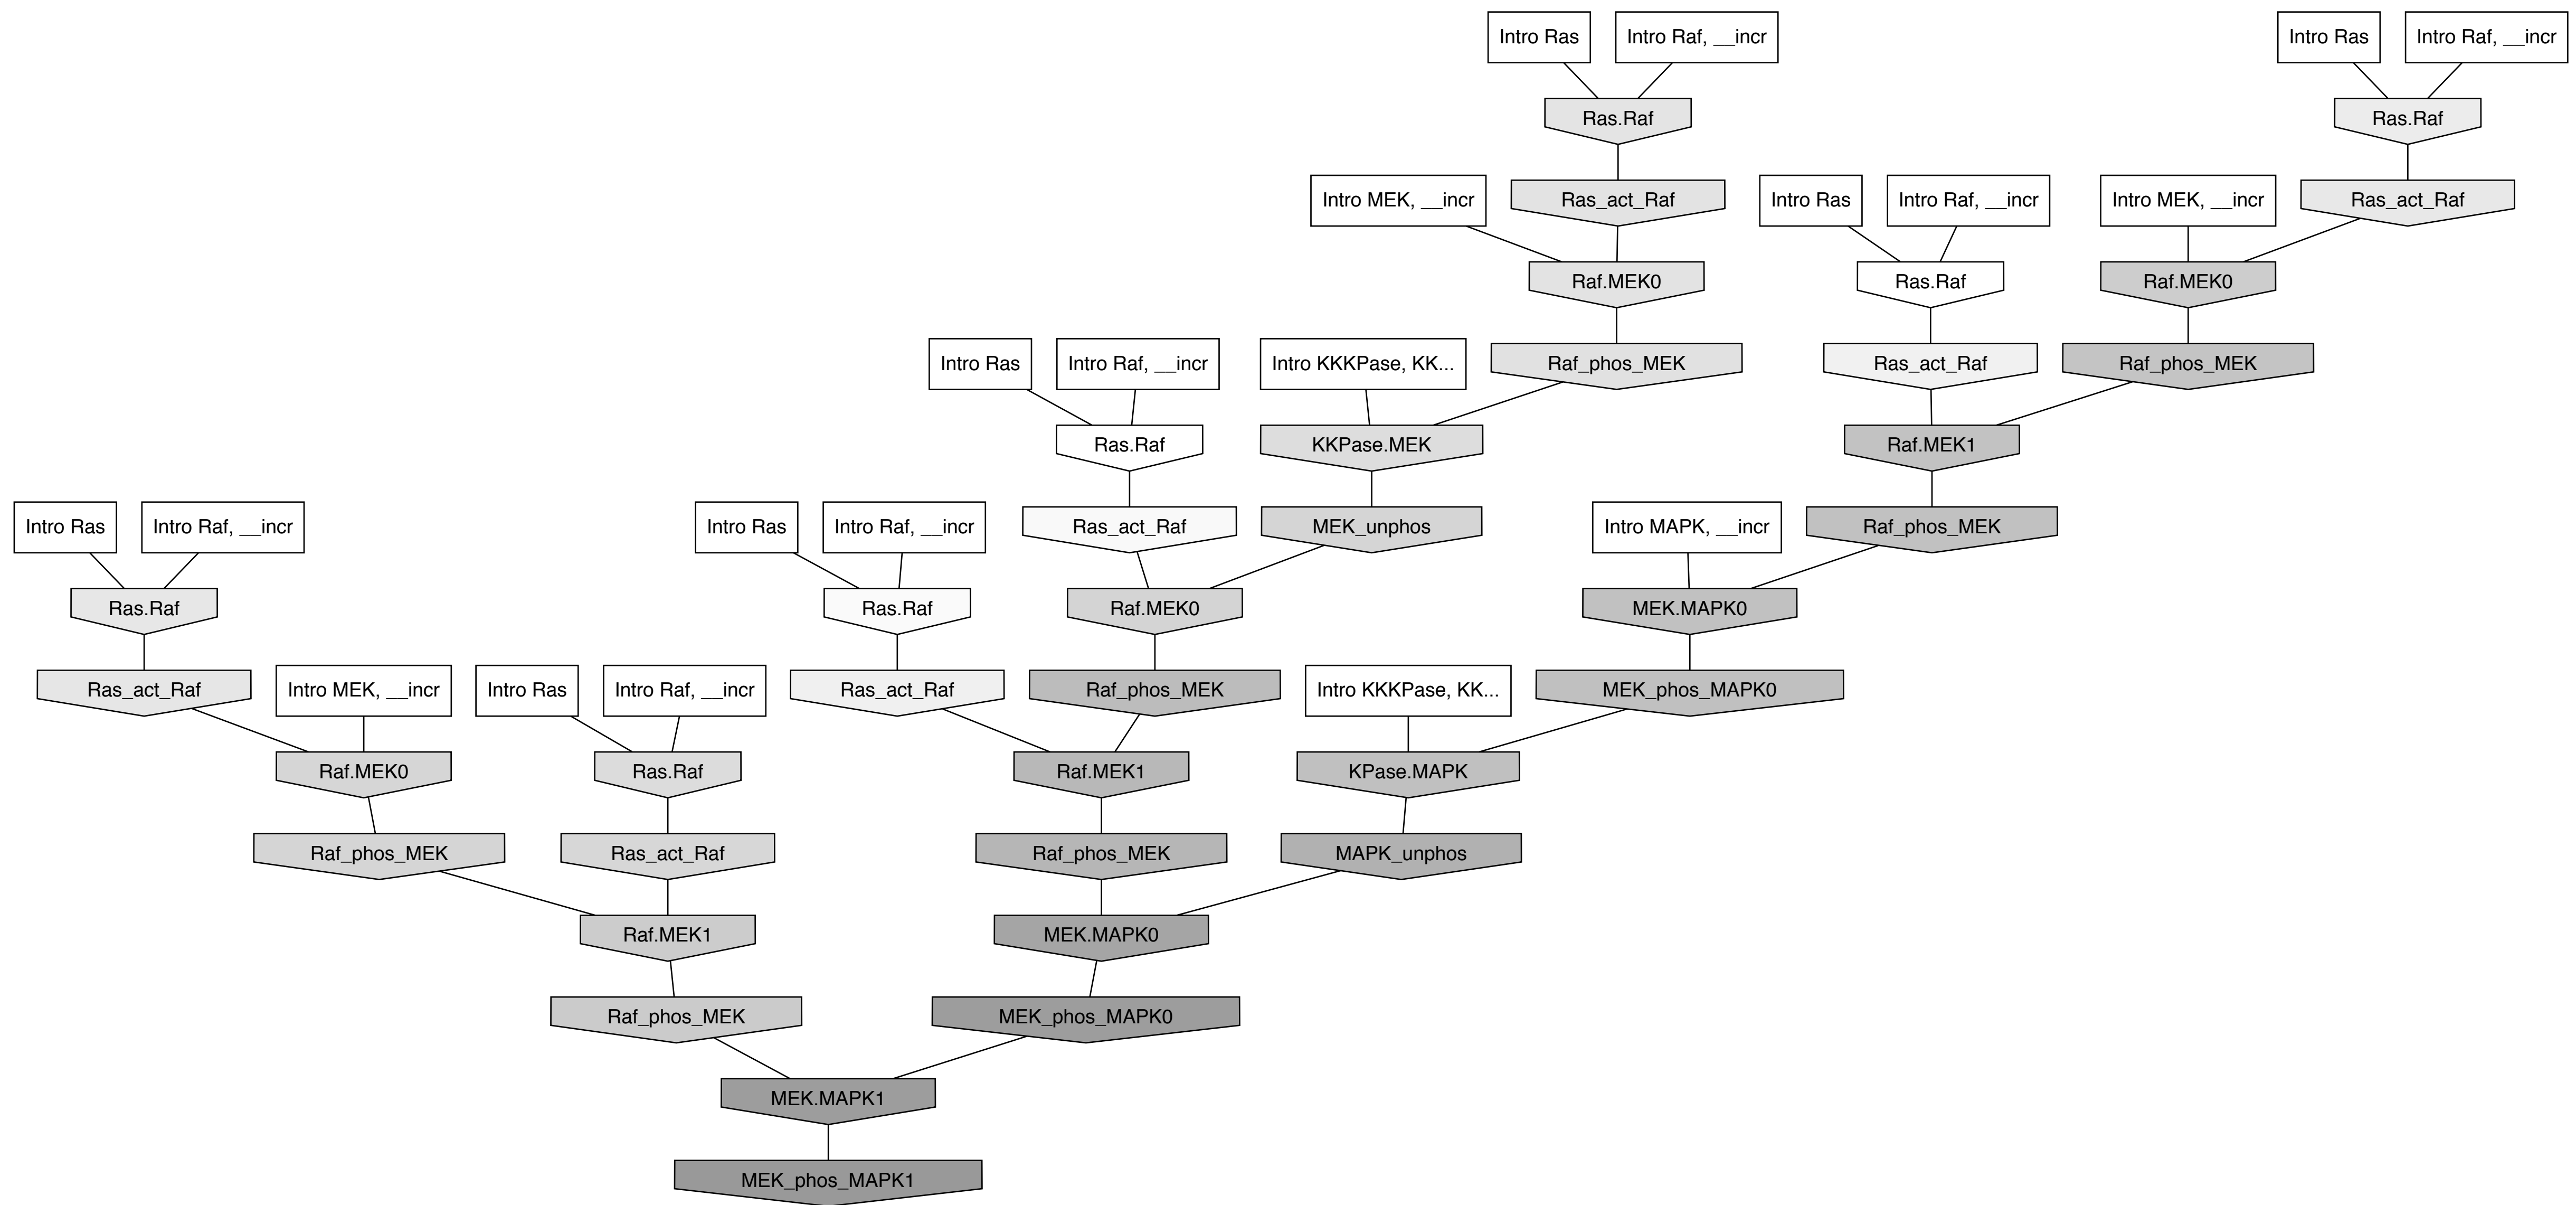 Intro Ras
Intro Raf, __incr
Intro Ras
Intro Raf, __incr
Ras.Raf
Ras.Raf
Intro MEK, __incr
Ras_act_Raf
Intro Ras
Intro Raf, __incr
Intro MEK, __incr
Ras_act_Raf
Raf.MEK0
Ras.Raf
Raf.MEK0
Intro Ras
Intro Raf, __incr
Intro KKKPase, KK...
Raf_phos_MEK
Ras_act_Raf
Raf_phos_MEK
Ras.Raf
KKPase.MEK
Raf.MEK1
Intro Ras
Intro Raf, __incr
Intro Ras
Intro Raf, __incr
Ras_act_Raf
MEK_unphos
Intro MAPK, __incr
Raf_phos_MEK
Ras.Raf
Ras.Raf
Raf.MEK0
MEK.MAPK0
Ras_act_Raf
Intro MEK, __incr
Intro Ras
Intro Raf, __incr
Ras_act_Raf
Raf_phos_MEK
Intro KKKPase, KK...
MEK_phos_MAPK0
Raf.MEK0
Ras.Raf
Raf.MEK1
KPase.MAPK
Raf_phos_MEK
Ras_act_Raf
Raf_phos_MEK
MAPK_unphos
Raf.MEK1
MEK.MAPK0
Raf_phos_MEK
MEK_phos_MAPK0
MEK.MAPK1
MEK_phos_MAPK1